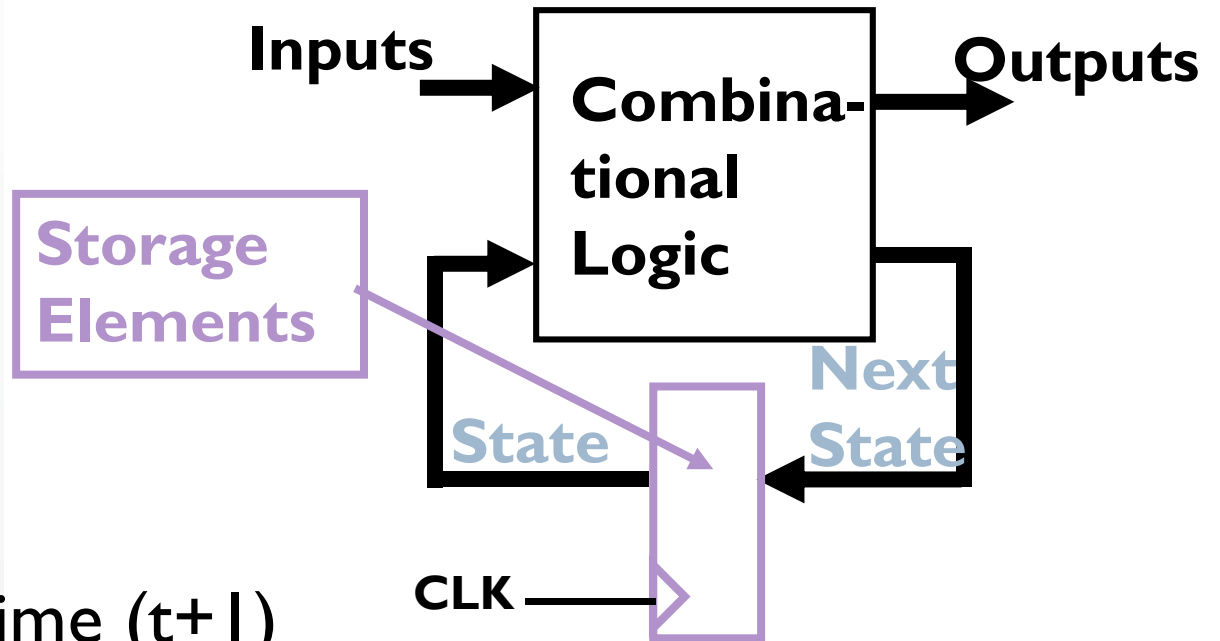 Inputs
Outputs
Combina-
tional
Logic
Storage
Elements
Next
State
State
CLK
ime (t+1)